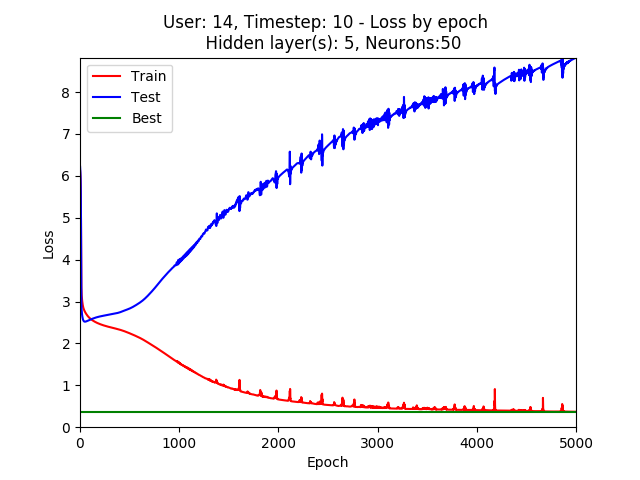 User: 14, Timestep: 10 - Loss by epoch
Hidden layer(s): 5, Neurons:50
Train
Test
Best
8
7
6
5
4
3
2
1
0
Loss
0
1000
2000
3000
4000
5000
Epoch